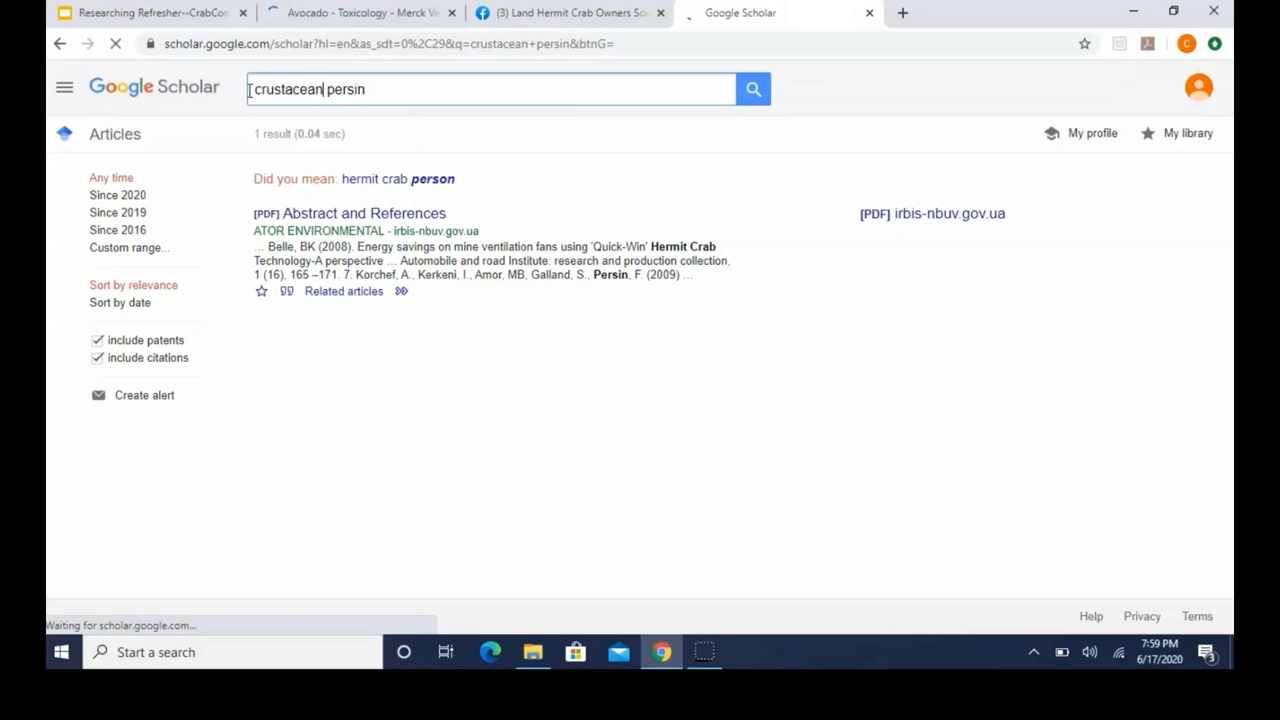 Researching Refresher--CrabCon
Avocado - Toxicology - Merck Ve
(3) Land Hermit Crab Owners So
Google Scholar
scholar.google.com/scholar?hl=en&as_sdt=0%2C29&q=crustacean+persin&btnG=
C
Google Scholar
crustacean persin
Articles
1 result (0.04 sec)
My profile
My library
Any time
Since 2020
Since 2019
Since 2016
Custom range...
Sort by relevance
Sort by date
include patents
include citations
Create alert
Did you mean: hermit crab person
[PDF] Abstract and References
ATOR ENVIRONMENTAL - irbis-nbuv.gov.ua
... Belle, BK (2008). Energy savings on mine ventilation fans using 'Quick-Win' Hermit Crab
Technology-A perspective ... Automobile and road Institute: research and production collection,
1 (16), 165 –171. 7. Korchef, A., Kerkeni, I., Amor, MB, Galland, S., Persin, F. (2009) ...
Related articles
[PDF] irbis-nbuv.gov.ua
Help Privacy Terms
Waiting for scholar.google.com...
Start a search
7:59 PM
6/17/2020
3